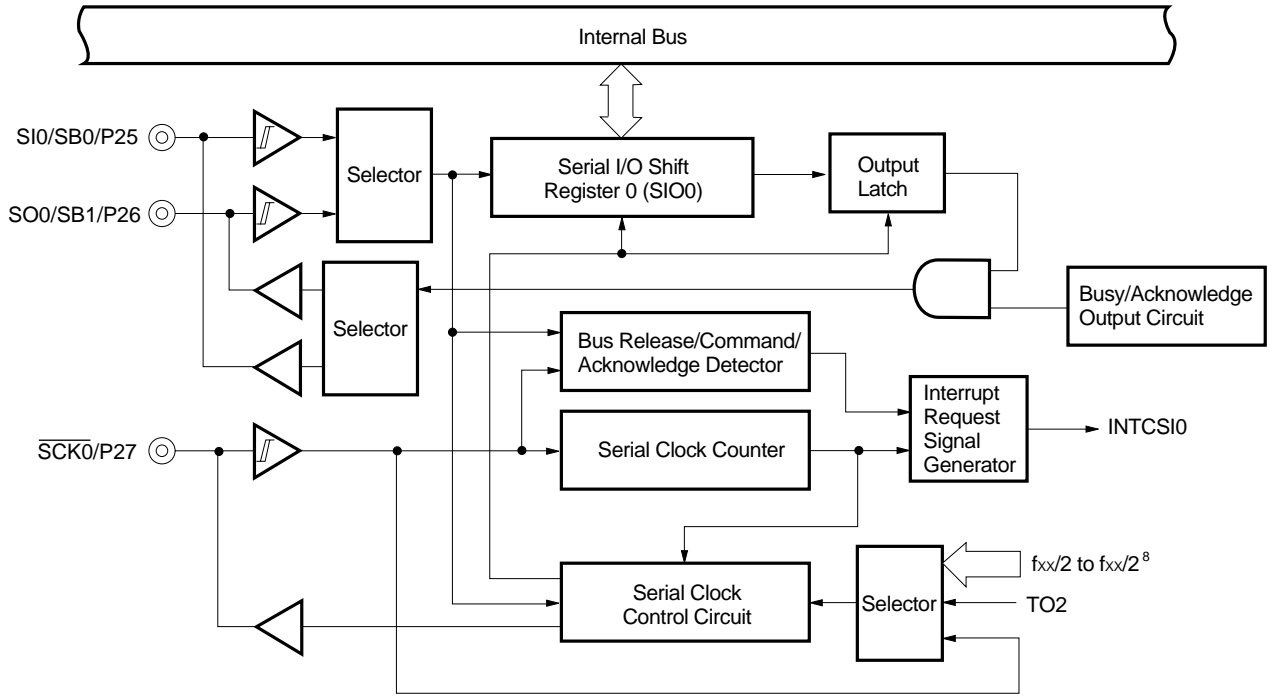 Internal Bus
SI0/SB0/P25
Selector
Serial I/O Shift
Register 0 (SIO0)
Output
Latch
SO0/SB1/P26
Selector
Busy/Acknowledge
Output Circuit
Bus Release/Command/
Acknowledge Detector
Interrupt
Request
Signal
Generator
INTCSI0
S̅C̅K̅0̅/P27
Serial Clock Counter
Serial Clock
Control Circuit
Selector
fxx/2 to fxx/2⁸
TO2